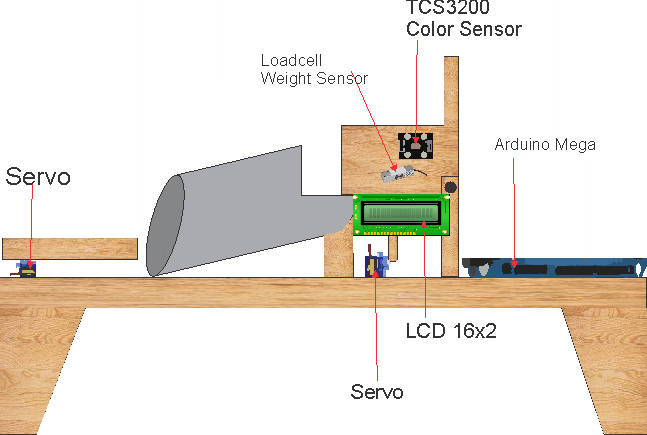 TCS3200
Color Sensor
Loadcell
Weight Sensor
Arduino Mega
Servo
LCD 16x2
Servo